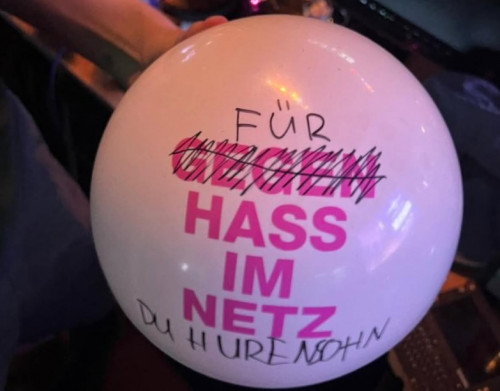 FÜR
GEGEN
HASS
IM
NETZ
DU HURENSOHN